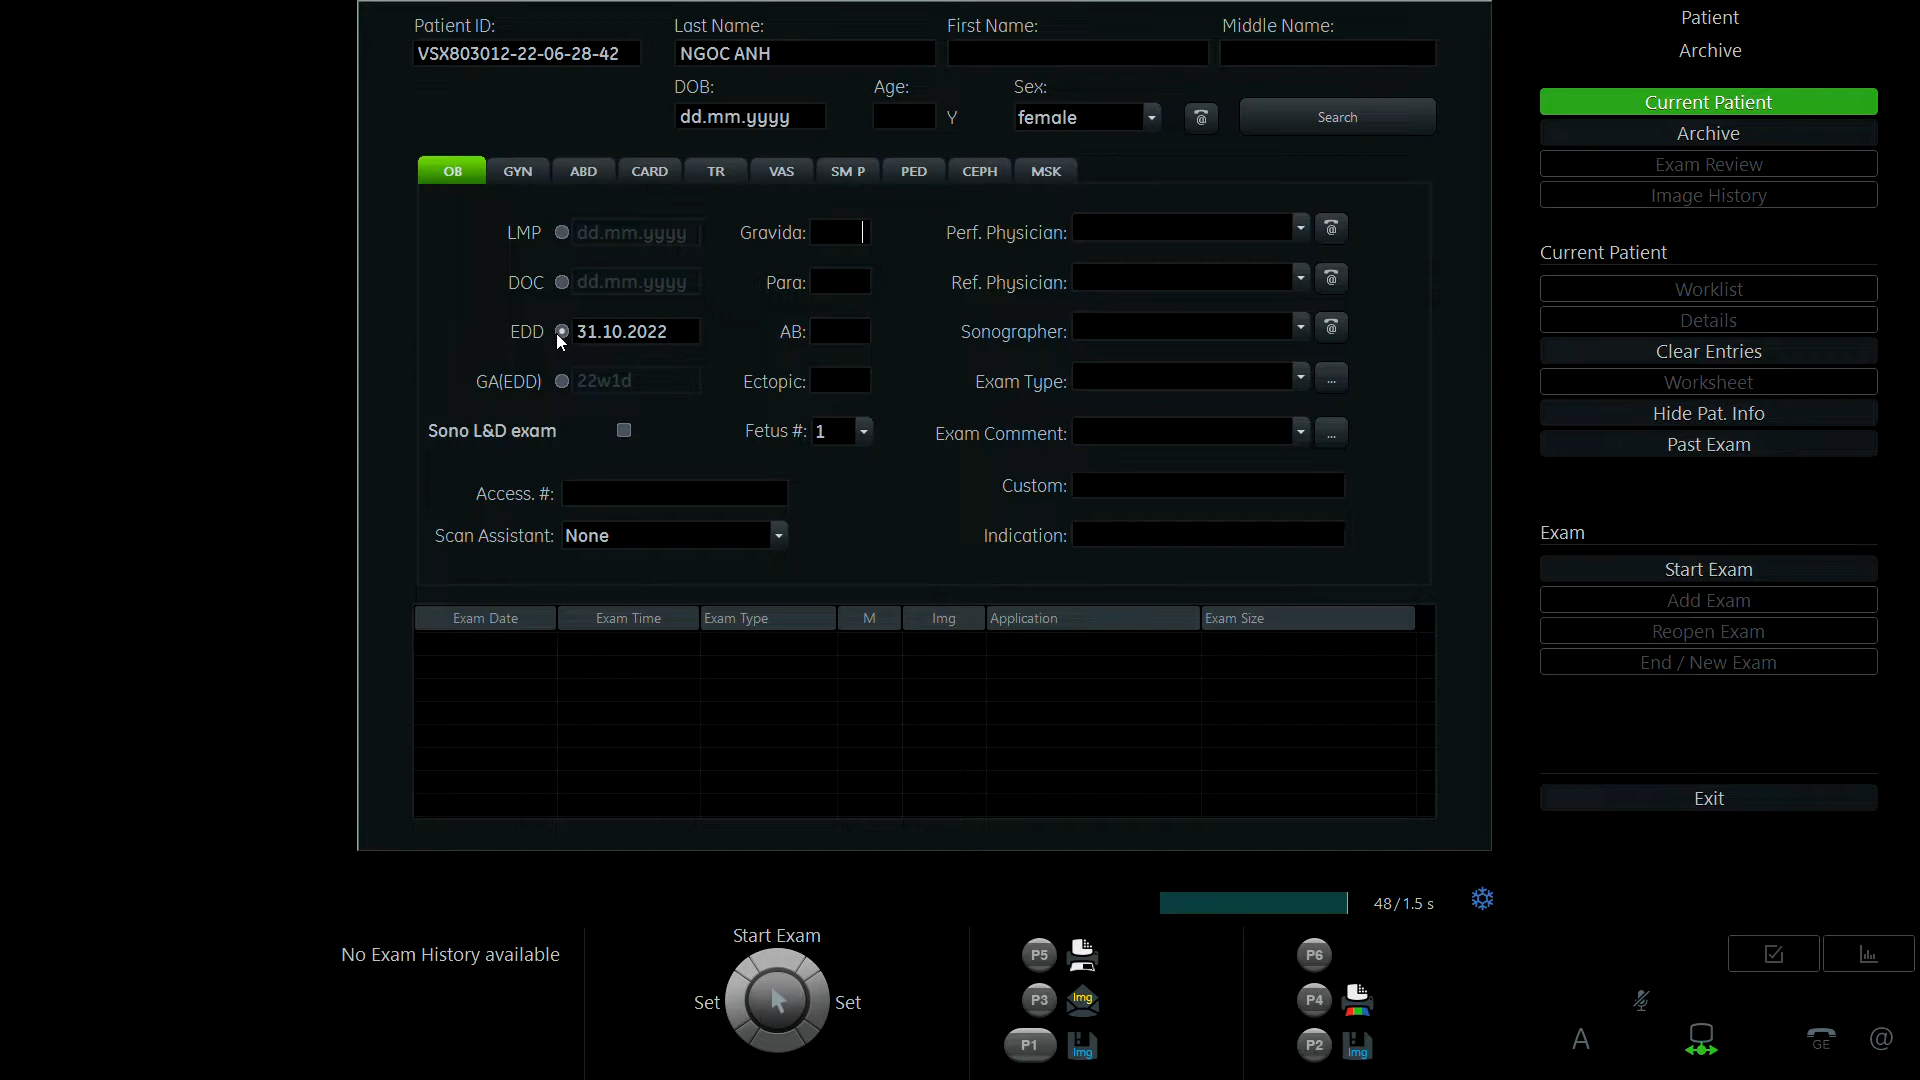 Patient ID: Last Name: First Name: Middle Name:
VSX803012-22-06-28-42 NGOC ANH
DOB: Age: Sex:
dd.mm.yyyy Y female @ Search
OB GYN ABD CARD TR VAS SM P PED CEPH MSK
LMP dd.mm.yyyy Gravida: Perf. Physician: @
DOC dd.mm.yyyy Para: Ref. Physician: @
EDD 31.10.2022 AB: Sonographer: @
GA(EDD) 22w1d Ectopic: Exam Type: ...
Sono L&D exam Fetus #: 1 Exam Comment: ...
Access. #: Custom:
Scan Assistant: None Indication:
Exam Date Exam Time Exam Type M Img Application Exam Size
Patient
Archive
Current Patient
Archive
Exam Review
Image History
Current Patient
Worklist
Details
Clear Entries
Worksheet
Hide Pat. Info
Past Exam
Exam
Start Exam
Add Exam
Reopen Exam
End / New Exam
Exit
48/1.5 s
No Exam History available
Start Exam
Set Set
P5 P6
P3 Img P4
P1 Img P2 Img
A GE @